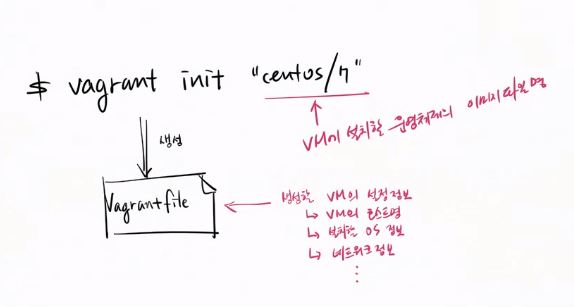 $ vagrant init "centos/7"
VM에 설치할 운영체제의 이미지파일명
생성
Vagrantfile
생성할 VM의 설정정보
↳ VM의 호스트명
↳ 설치할 OS 정보
↳ 네트워크정보
⋮